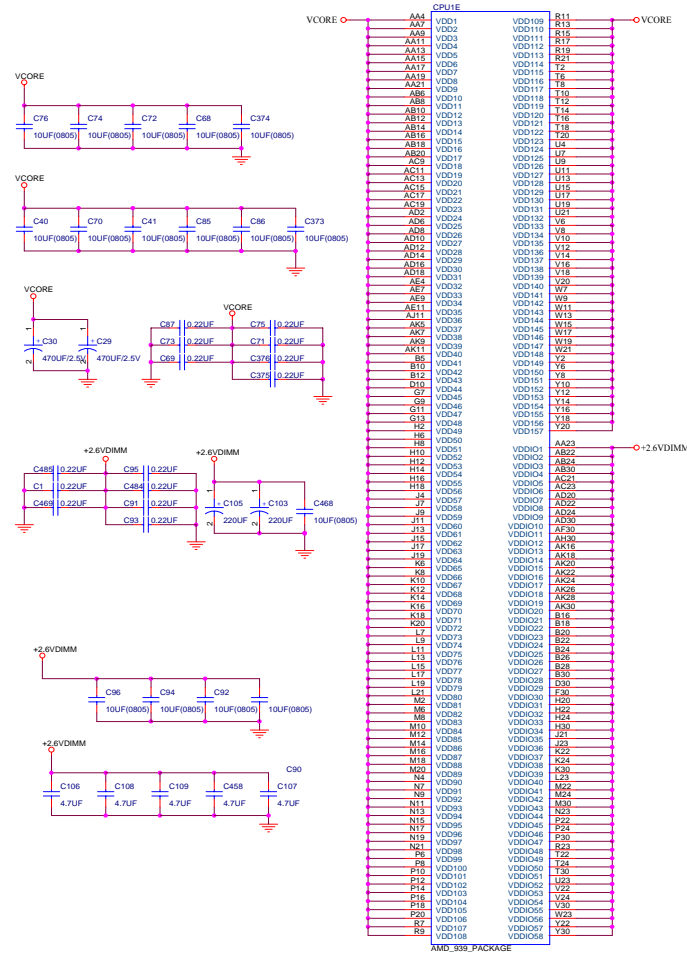 CPU1E
VCORE AA4 VDD1 VDD109 R11 VCORE
AA7 VDD2 VDD110 R13
AA9 VDD3 VDD111 R15
AA11 VDD4 VDD112 R17
AA13 VDD5 VDD113 R19
AA15 VDD6 VDD114 R21
AA17 VDD7 VDD115 T2
AA19 VDD8 VDD116 T6
AA21 VDD9 VDD117 T8
AB6 VDD10 VDD118 T10
AB8 VDD11 VDD119 T12
AB10 VDD12 VDD120 T14
AB12 VDD13 VDD121 T16
AB14 VDD14 VDD122 T18
AB16 VDD15 VDD123 T20
AB18 VDD16 VDD124 U4
AB20 VDD17 VDD125 U7
AC9 VDD18 VDD126 U9
AC11 VDD19 VDD127 U11
AC13 VDD20 VDD128 U13
AC15 VDD21 VDD129 U15
AC17 VDD22 VDD130 U17
AC19 VDD23 VDD131 U19
AD2 VDD24 VDD132 U21
AD6 VDD25 VDD133 V6
AD8 VDD26 VDD134 V8
AD10 VDD27 VDD135 V10
AD12 VDD28 VDD136 V12
AD14 VDD29 VDD137 V14
AD16 VDD30 VDD138 V16
AD18 VDD31 VDD139 V18
AE4 VDD32 VDD140 V20
AE7 VDD33 VDD141 W7
AE9 VDD34 VDD142 W9
AE11 VDD35 VDD143 W11
AJ11 VDD36 VDD144 W13
AK5 VDD37 VDD145 W15
AK7 VDD38 VDD146 W17
AK9 VDD39 VDD147 W19
AK11 VDD40 VDD148 W21
B5 VDD41 VDD149 Y2
B10 VDD42 VDD150 Y6
B12 VDD43 VDD151 Y8
D10 VDD44 VDD152 Y10
G7 VDD45 VDD153 Y12
G9 VDD46 VDD154 Y14
G11 VDD47 VDD155 Y16
G13 VDD48 VDD156 Y18
H2 VDD49 VDD157 Y20
H6 VDD50
H8 VDD51 VDDIO1 AA23 +2.6VDIMM
H10 VDD52 VDDIO2 AB22
H12 VDD53 VDDIO3 AB24
H14 VDD54 VDDIO4 AB30
H16 VDD55 VDDIO5 AC21
H18 VDD56 VDDIO6 AC23
J4 VDD57 VDDIO7 AD20
J7 VDD58 VDDIO8 AD22
J9 VDD59 VDDIO9 AD24
J11 VDD60 VDDIO10 AD30
J13 VDD61 VDDIO11 AF30
J15 VDD62 VDDIO12 AH30
J17 VDD63 VDDIO13 AK16
J19 VDD64 VDDIO14 AK18
K6 VDD65 VDDIO15 AK20
K8 VDD66 VDDIO16 AK22
K10 VDD67 VDDIO17 AK24
K12 VDD68 VDDIO18 AK26
K14 VDD69 VDDIO19 AK28
K16 VDD70 VDDIO20 AK30
K18 VDD71 VDDIO21 B16
K20 VDD72 VDDIO22 B18
L7 VDD73 VDDIO23 B20
L9 VDD74 VDDIO24 B22
L11 VDD75 VDDIO25 B24
L13 VDD76 VDDIO26 B26
L15 VDD77 VDDIO27 B28
L17 VDD78 VDDIO28 B30
L19 VDD79 VDDIO29 D30
L21 VDD80 VDDIO30 F30
M2 VDD81 VDDIO31 H20
M6 VDD82 VDDIO32 H22
M8 VDD83 VDDIO33 H24
M10 VDD84 VDDIO34 H30
M12 VDD85 VDDIO35 J21
M14 VDD86 VDDIO36 J23
M16 VDD87 VDDIO37 K22
M18 VDD88 VDDIO38 K24
M20 VDD89 VDDIO39 K30
N4 VDD90 VDDIO40 L23
N7 VDD91 VDDIO41 M22
N9 VDD92 VDDIO42 M24
N11 VDD93 VDDIO43 M30
N13 VDD94 VDDIO44 N23
N15 VDD95 VDDIO45 P22
N17 VDD96 VDDIO46 P24
N19 VDD97 VDDIO47 P30
N21 VDD98 VDDIO48 R23
P6 VDD99 VDDIO49 T22
P8 VDD100 VDDIO50 T24
P10 VDD101 VDDIO51 T30
P12 VDD102 VDDIO52 U23
P14 VDD103 VDDIO53 V22
P16 VDD104 VDDIO54 V24
P18 VDD105 VDDIO55 V30
P20 VDD106 VDDIO56 W23
R7 VDD107 VDDIO57 Y22
R9 VDD108 VDDIO58 Y30
AMD_939_PACKAGE
VCORE
C76 C74 C72 C68 C374
10UF(0805) 10UF(0805) 10UF(0805) 10UF(0805) 10UF(0805)
VCORE
C40 C70 C41 C85 C86 C373
10UF(0805) 10UF(0805) 10UF(0805) 10UF(0805) 10UF(0805) 10UF(0805)
VCORE
1 1
+ C30 + C29
2 470UF/2.5V 2 470UF/2.5V
VCORE
C87 0.22UF C75 0.22UF
C73 0.22UF C71 0.22UF
C69 0.22UF C376 0.22UF
C375 0.22UF
+2.6VDIMM
C485 0.22UF C95 0.22UF
C1 0.22UF C484 0.22UF
C469 0.22UF C91 0.22UF
C93 0.22UF
+2.6VDIMM
1 1
+ C105 + C103 C468
2 220UF 2 220UF 10UF(0805)
+2.6VDIMM
C96 C94 C92
10UF(0805) 10UF(0805) 10UF(0805) 10UF(0805)
+2.6VDIMM
C90
C106 C108 C109 C458 C107
4.7UF 4.7UF 4.7UF 4.7UF 4.7UF